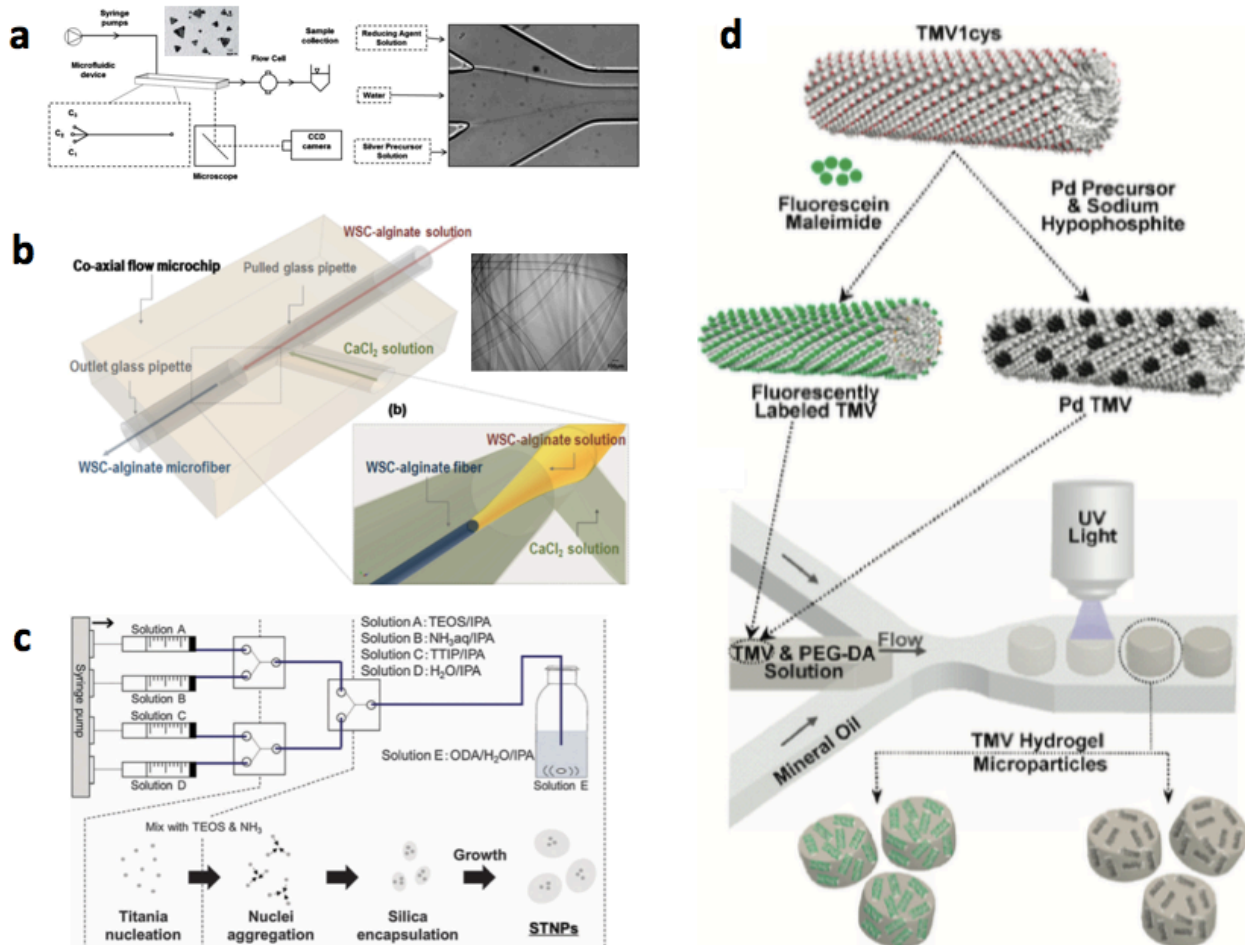 a
Syringe
pumps
Microfluidic
device
Flow Cell
Sample
collection
C3
C2
C1
Microscope
CCD
camera
Reducing Agent
Solution
Water
Silver Precursor
Solution
b
Co-axial flow microchip
Pulled glass pipette
WSC-alginate solution
CaCl2 solution
Outlet glass pipette
WSC-alginate microfiber
(b)
WSC-alginate solution
WSC-alginate fiber
CaCl2 solution
c
Syringe pump
Solution A
Solution B
Solution C
Solution D
Solution A : TEOS/IPA
Solution B : NH3aq/IPA
Solution C : TTIP/IPA
Solution D : H2O/IPA
Solution E : ODA/H2O/IPA
Solution E
Mix with TEOS & NH3
Growth
Titania
nucleation
Nuclei
aggregation
Silica
encapsulation
STNPs
d
TMV1cys
Fluorescein
Maleimide
Pd Precursor
& Sodium
Hypophosphite
Fluorescently
Labeled TMV
Pd TMV
UV
Light
TMV & PEG-DA
Solution
Flow
Mineral Oil
TMV Hydrogel
Microparticles